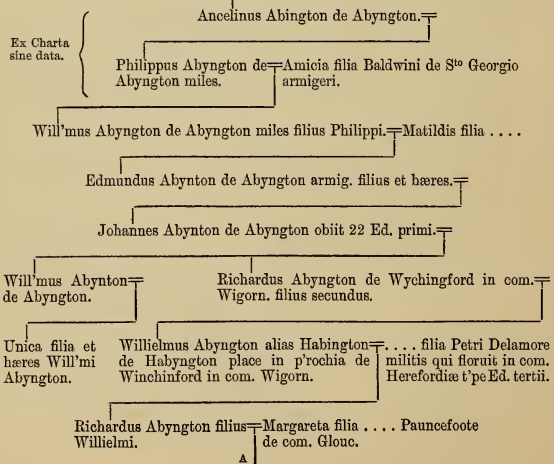 Ancelinus Abington de Abyngton.
Ex Charta
sine data.
Philippus Abyngton de Amicia filia Baldwini de Sto Georgio
Abyngton miles. armigeri.
Will'mus Abyngton de Abyngton miles filius Philippi. Matildis filia ....
Edmundus Abynton de Abyngton armig. filius et hæres.
Johannes Abynton de Abyngton obiit 22 Ed. primi.
Will'mus Abynton
de Abyngton.
Richardus Abyngton de Wychingford in com.
Wigorn. filius secundus.
Unica filia et
hæres Will'mi
Abyngton.
Willielmus Abyngton alias Habington
de Habyngton place in p'rochia de
Winchinford in com. Wigorn.
.... filia Petri Delamore
militis qui floruit in com.
Herefordiæ t'pe Ed. tertii.
Richardus Abyngton filius
Willielmi.
Margareta filia .... Pauncefoote
de com. Glouc.
A